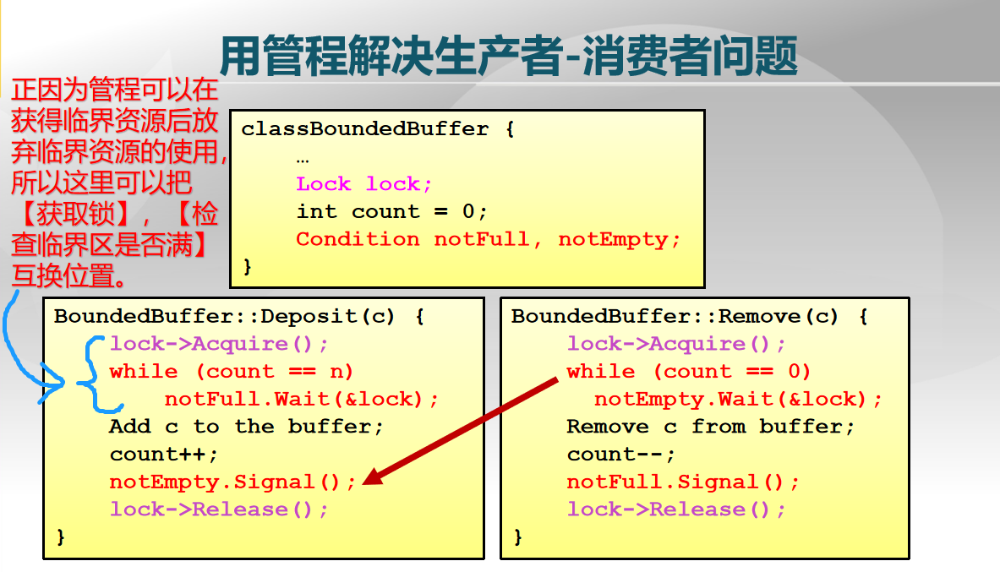 用管程解决生产者-消费者问题
正因为管程可以在
获得临界资源后放
弃临界资源的使用，
所以这里可以把
【获取锁】，【检
查临界区是否满】
互换位置。
classBoundedBuffer {
…
Lock lock;
int count = 0;
Condition notFull, notEmpty;
}
BoundedBuffer::Deposit(c) {
lock->Acquire();
while (count == n)
notFull.Wait(&lock);
Add c to the buffer;
count++;
notEmpty.Signal();
lock->Release();
}
BoundedBuffer::Remove(c) {
lock->Acquire();
while (count == 0)
notEmpty.Wait(&lock);
Remove c from buffer;
count--;
notFull.Signal();
lock->Release();
}